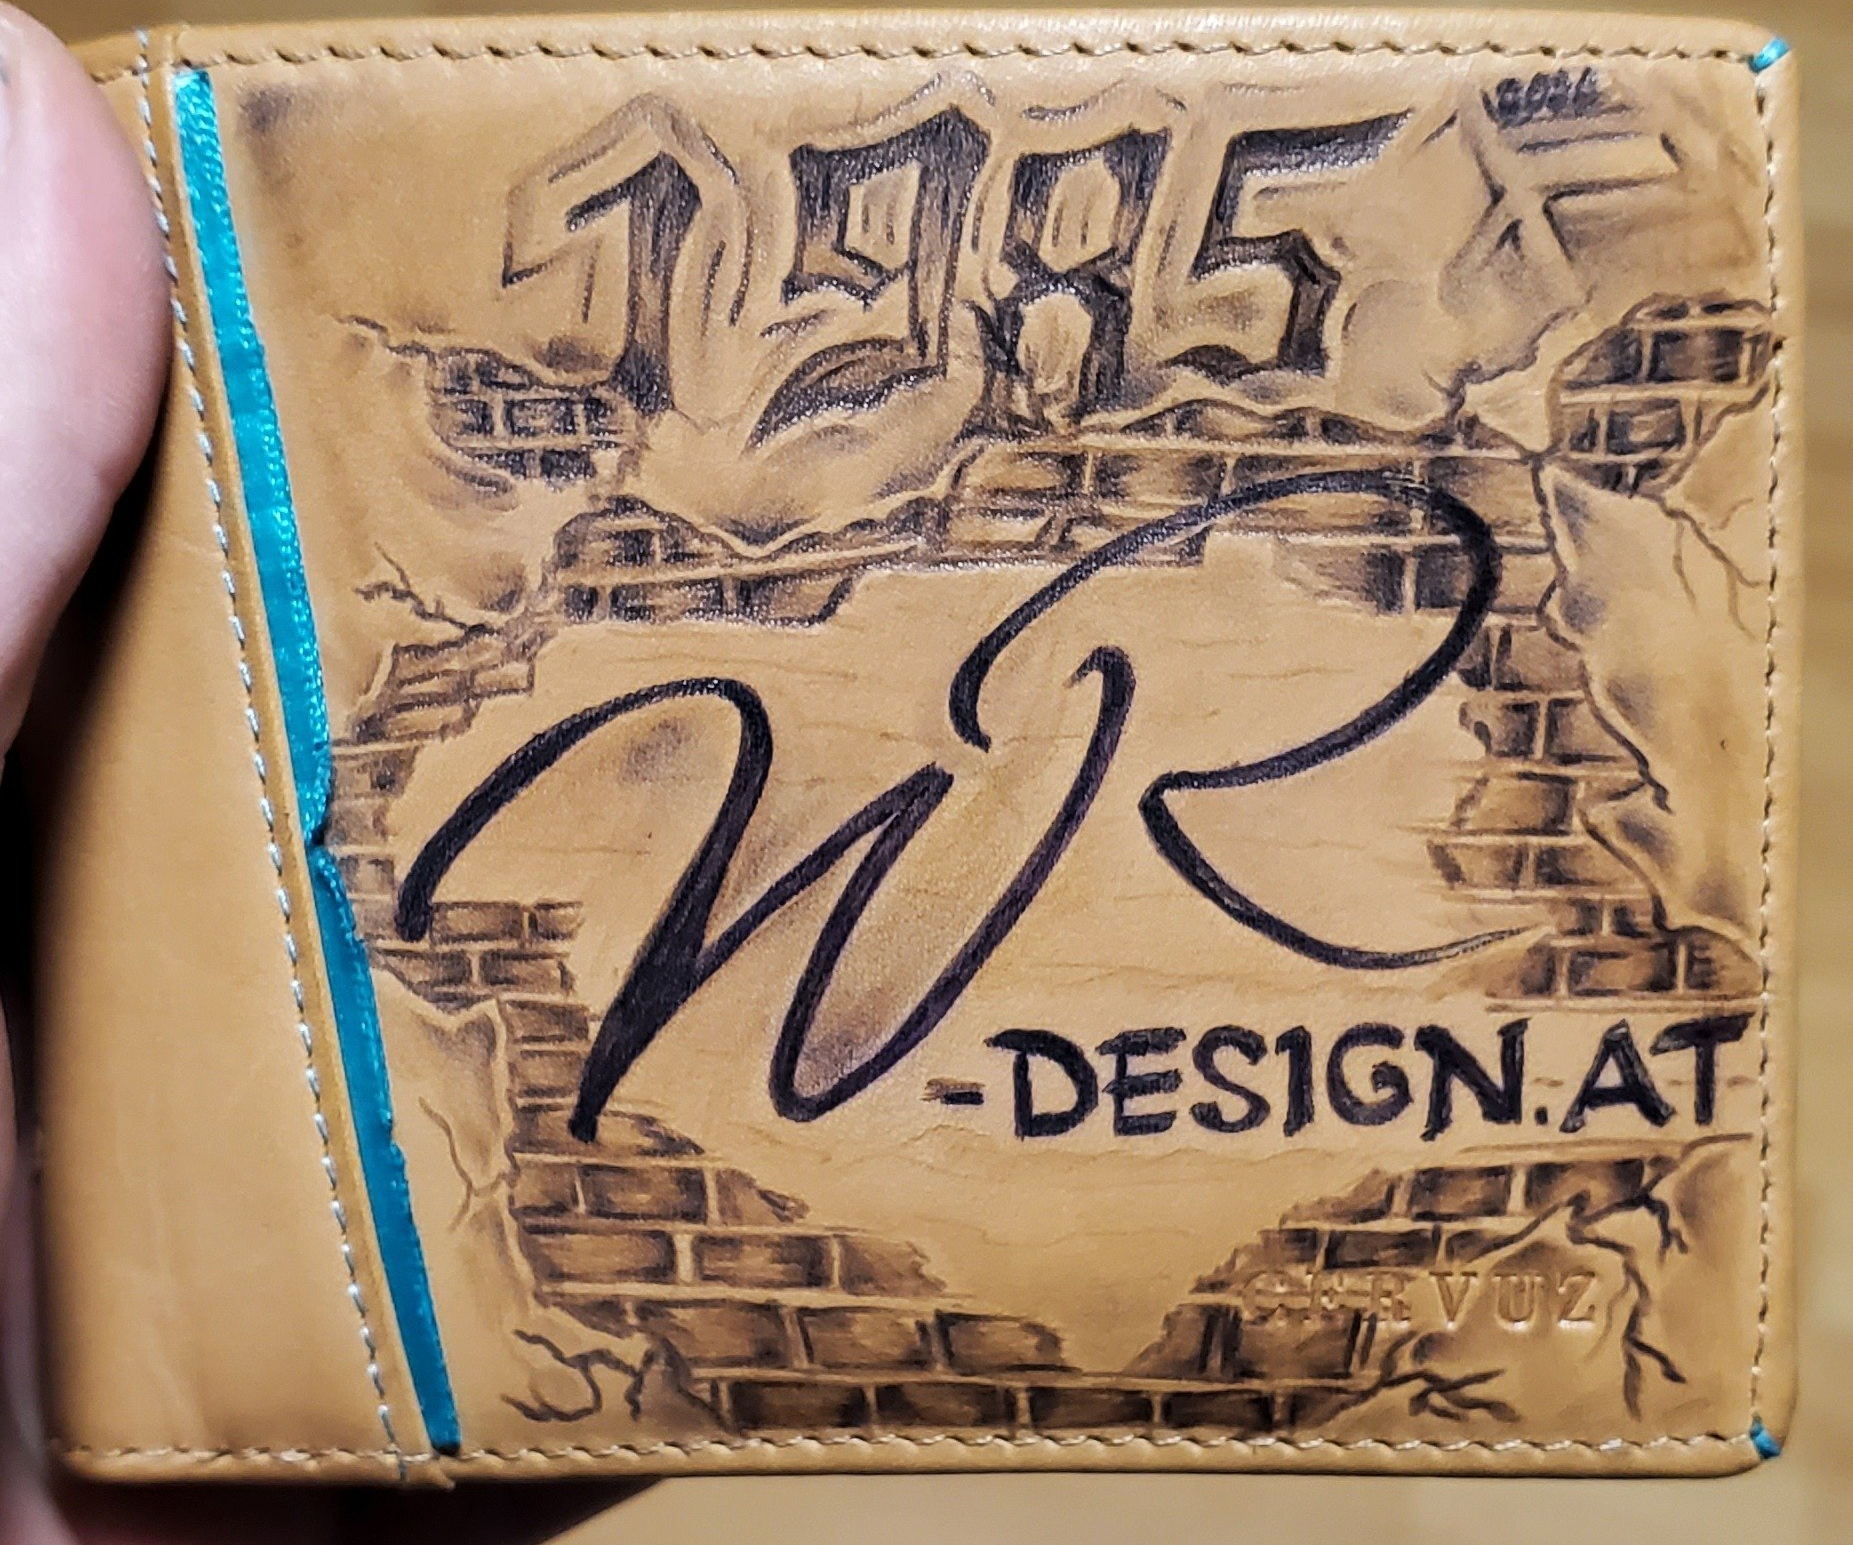 1985
WR
-DESIGN.AT
CERVUZ